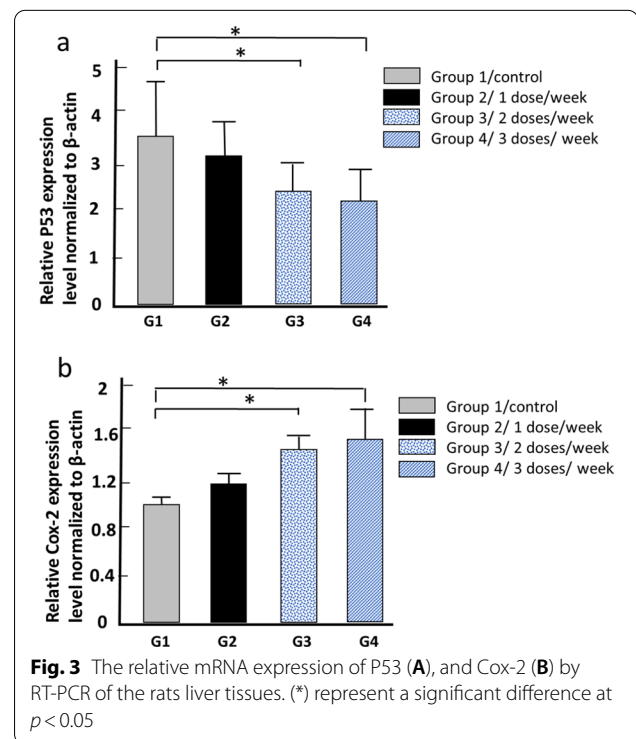 a
*
*
5
4
3
2
1
0
Relative P53 expression
level normalized to β-actin
G1 G2 G3 G4
Group 1/control
Group 2/ 1 dose/week
Group 3/ 2 doses/week
Group 4/ 3 doses/ week
b
*
*
2
1.6
1.2
0.8
0.4
0
Relative Cox-2 expression
level normalized to β-actin
G1 G2 G3 G4
Group 1/control
Group 2/ 1 dose/week
Group 3/ 2 doses/week
Group 4/ 3 doses/ week
Fig. 3 The relative mRNA expression of P53 (A), and Cox-2 (B) by
RT-PCR of the rats liver tissues. (*) represent a significant difference at
p < 0.05